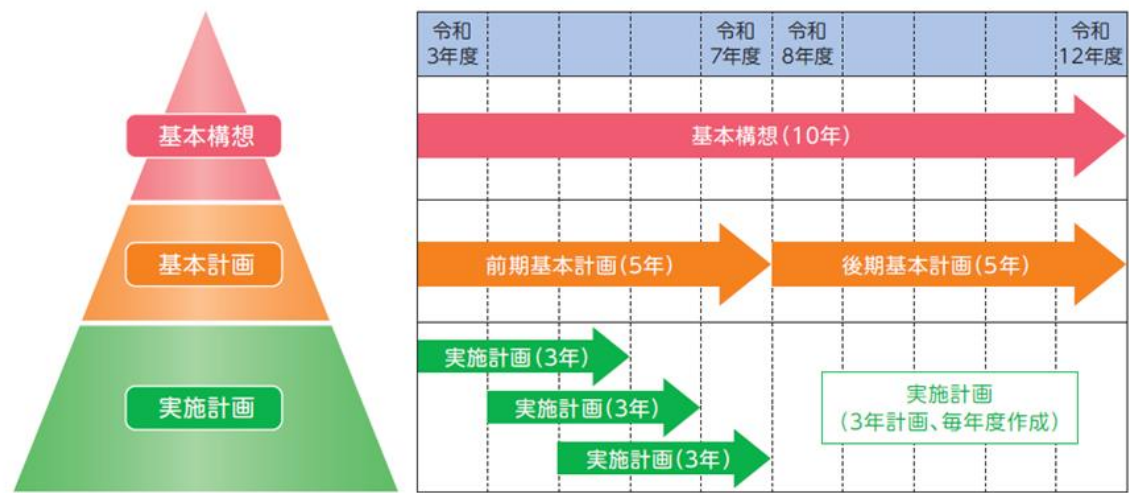 基本構想
基本計画
実施計画
令和
3年度
令和
7年度
令和
8年度
令和
12年度
基本構想(10年)
前期基本計画(5年)
後期基本計画(5年)
実施計画(3年)
実施計画(3年)
実施計画(3年)
実施計画
(3年計画、毎年度作成)